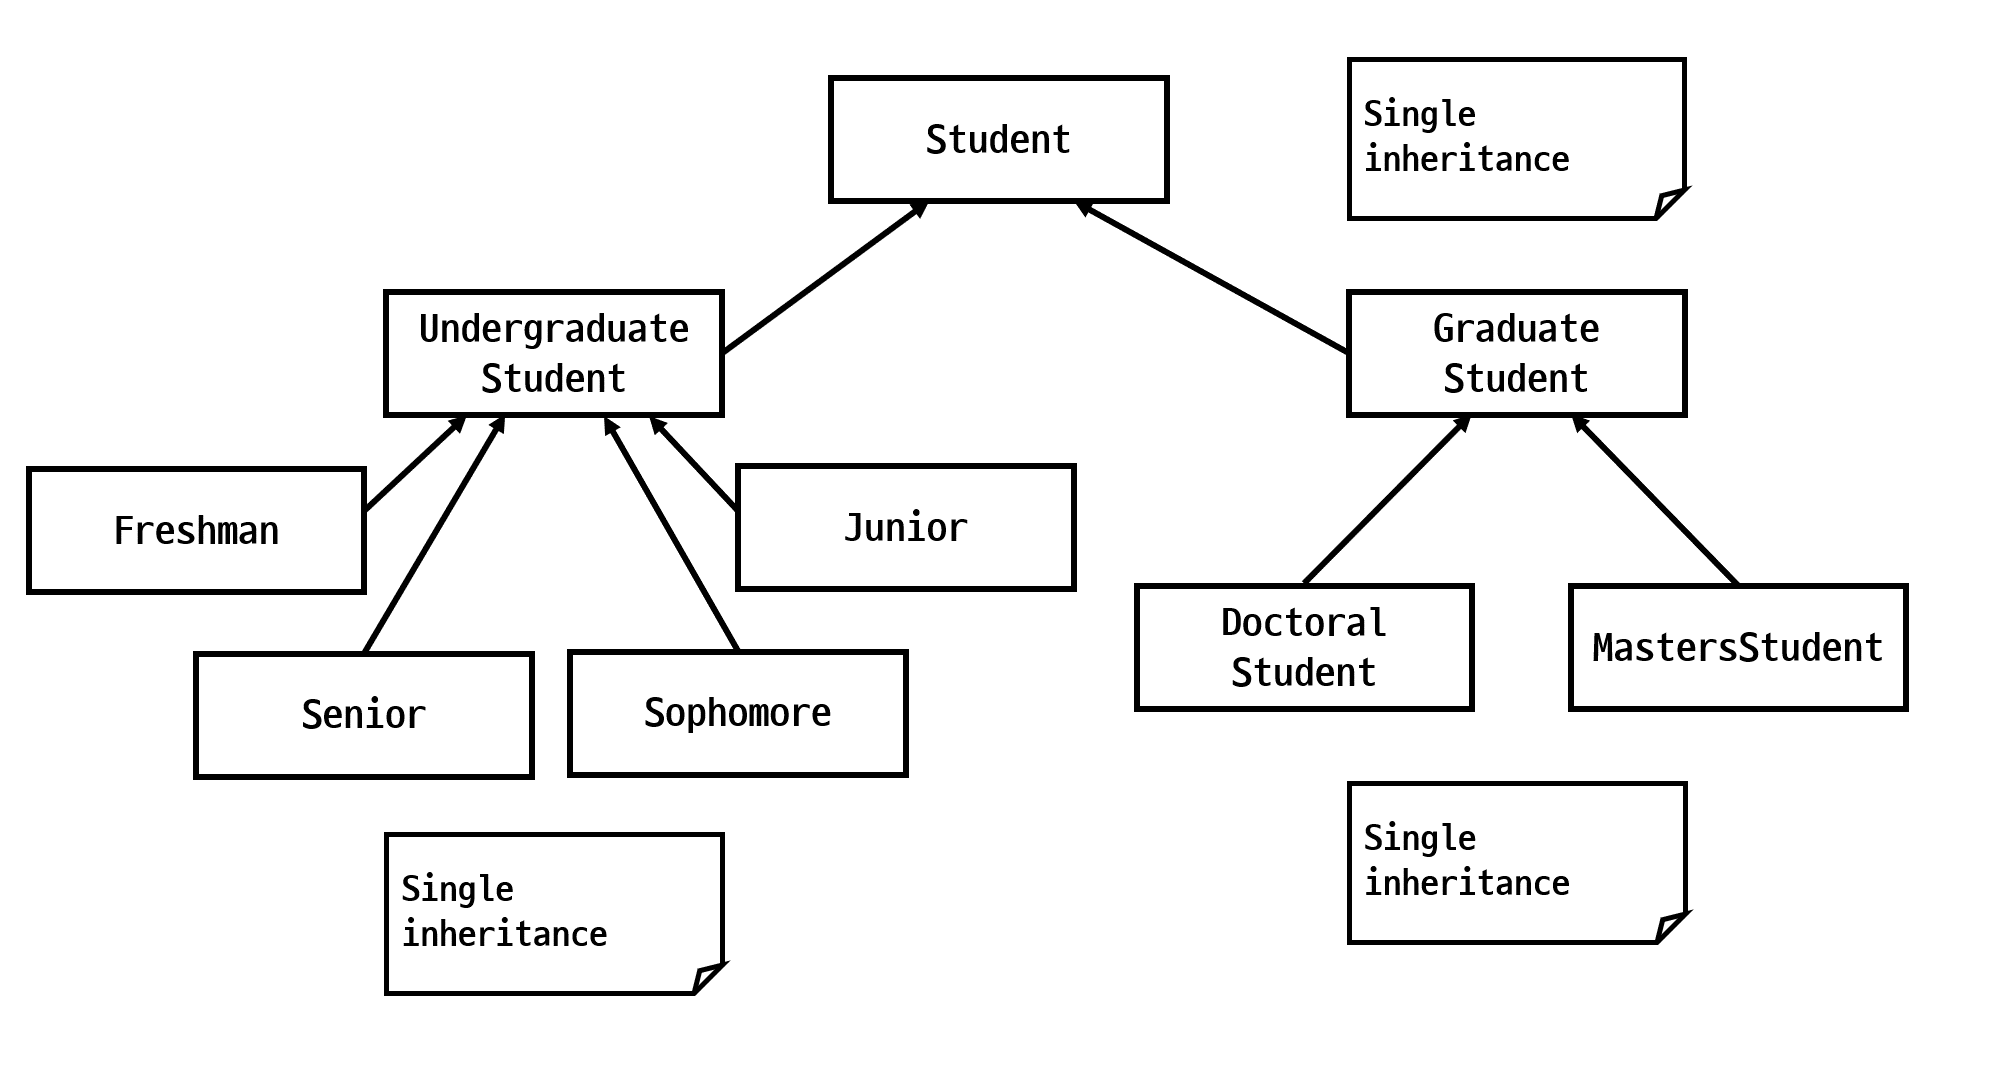 Student
Single
inheritance
Undergraduate
Student
Graduate
Student
Freshman
Junior
Senior
Sophomore
Doctoral
Student
MastersStudent
Single
inheritance
Single
inheritance